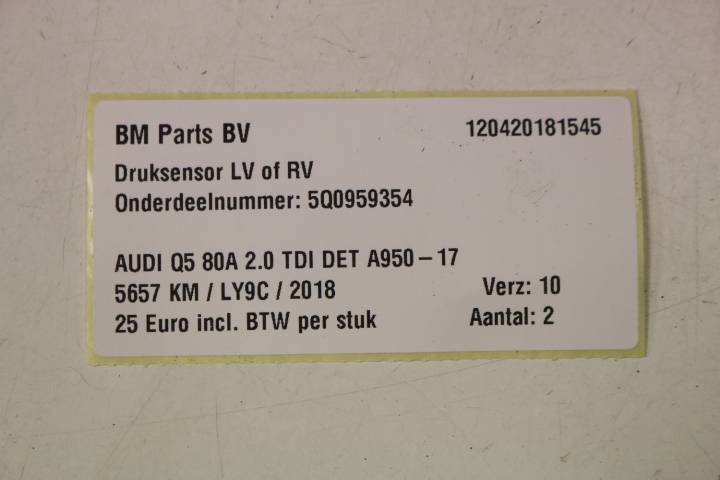 BM Parts BV 120420181545
Druksensor LV of RV
Onderdeelnummer: 5Q0959354
AUDI Q5 80A 2.0 TDI DET A950-17
5657 KM / LY9C / 2018 Verz: 10
25 Euro incl. BTW per stuk Aantal: 2